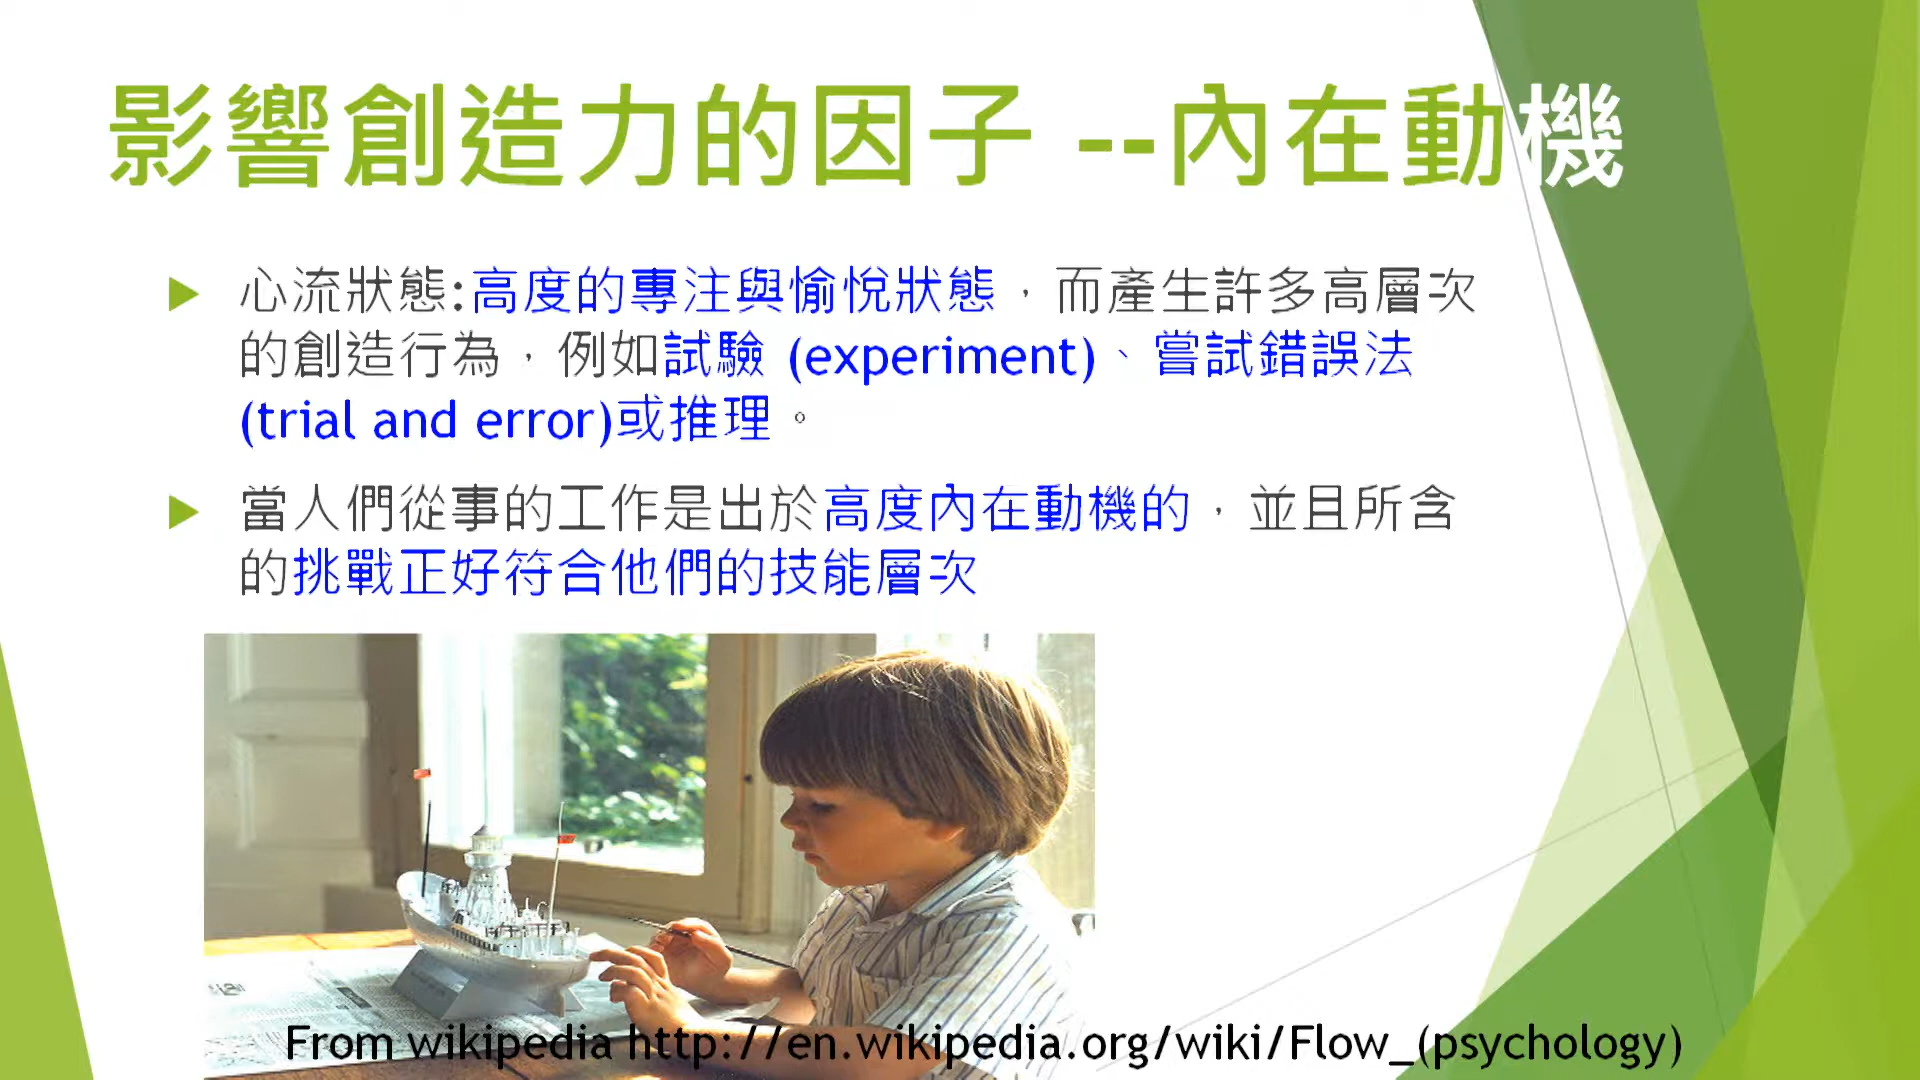 影響創造力的因子 --內在動機
心流狀態:高度的專注與愉悅狀態，而產生許多高層次
的創造行為，例如試驗 (experiment)、嘗試錯誤法
(trial and error)或推理。
當人們從事的工作是出於高度內在動機的，並且所含
的挑戰正好符合他們的技能層次
From wikipedia http://en.wikipedia.org/wiki/Flow_(psychology)